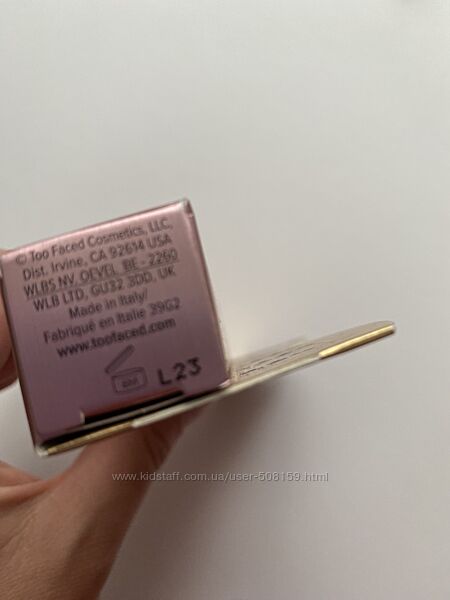 © Too Faced Cosmetics, LLC,
Dist. Irvine, CA 92614 USA
WLBS NV, OEVEL, BE - 2260
WLB LTD, GU32 3DD, UK
Made in Italy/
Fabriqué en Italie 39G2
www.toofaced.com
L23
www.kidstaff.com.ua/user-508159.html